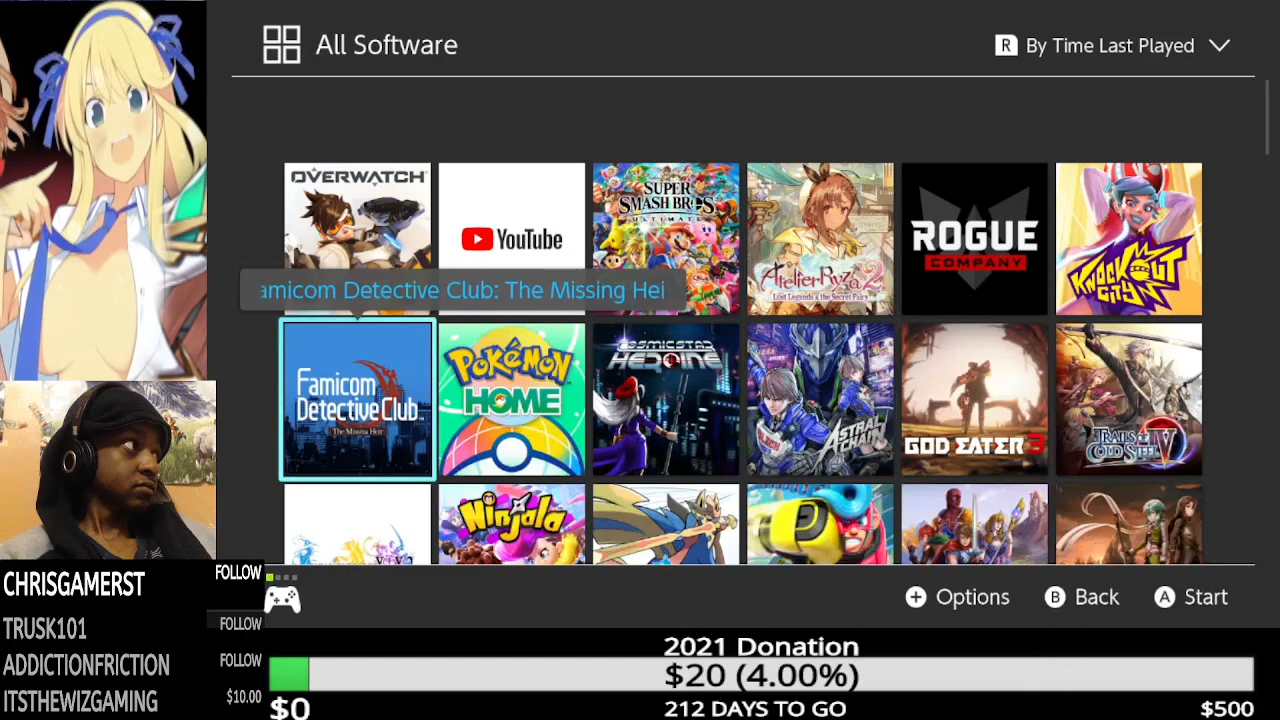 All Software
R By Time Last Played
OVERWATCH
YouTube
SUPER
SMASH BROS.
ULTIMATE
Atelier Ryza 2
Lost Legends & the Secret Fairy
ROGUE
COMPANY
KNOCKOUT
CITY
amicom Detective Club: The Missing Hei
Famicom
Detective Club
The Missing Heir
POKÉMON
HOME
COSMIC STAR
HEROINE
ASTRAL
CHAIN
GOD EATER 3
TRAILS OF
COLD STEEL IV
Ninjala
CHRISGAMERST FOLLOW
TRUSK101 FOLLOW
ADDICTIONFRICTION FOLLOW
ITSTHEWIZGAMING $10.00
+ Options
B Back
A Start
2021 Donation
$20 (4.00%)
$0
212 DAYS TO GO
$500